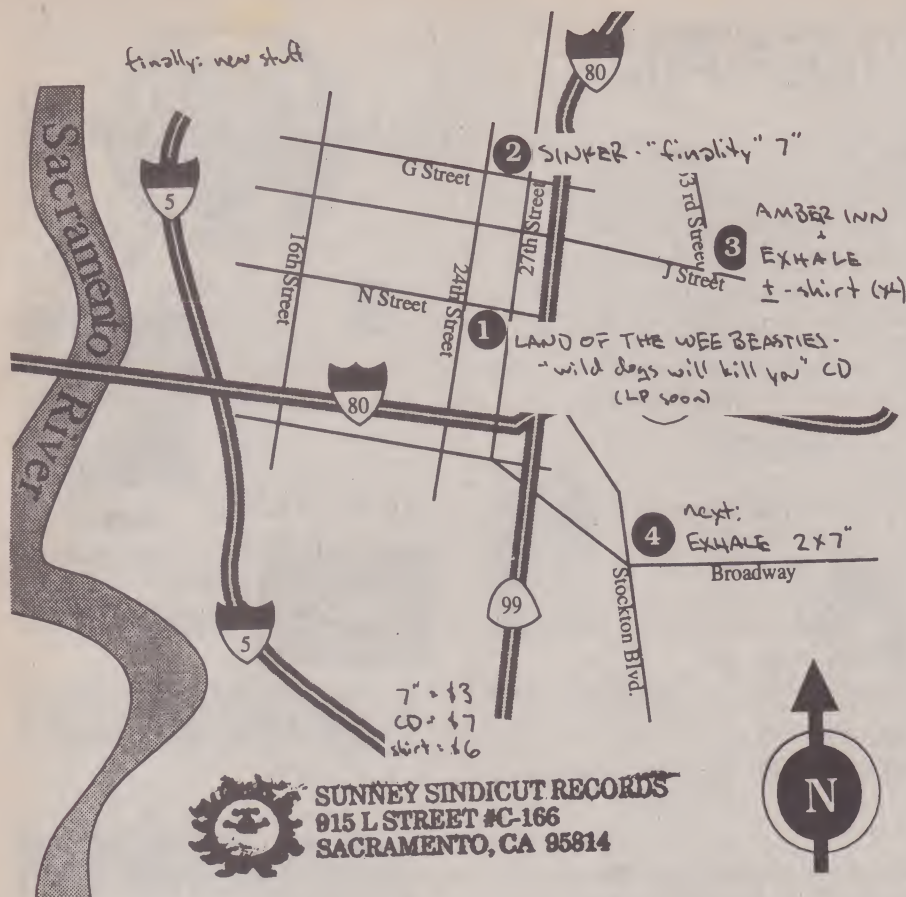 finally: new stuff
80
Sacramento River
5
2 SINKER - "finality" 7"
G Street
3rd Street
27th Street
16th Street
24th Street
3 AMBER INN
+
EXHALE
t-shirt (XL)
J Street
N Street
1 LAND OF THE WEE BEASTIES -
"wild dogs will kill you" CD
(LP soon)
80
4 next:
EXHALE 2x7"
Broadway
Stockton Blvd.
99
5
7" = $3
CD = $7
shirt = $6
N
SUNNEY SINDICUT RECORDS
915 L STREET #C-166
SACRAMENTO, CA 95814